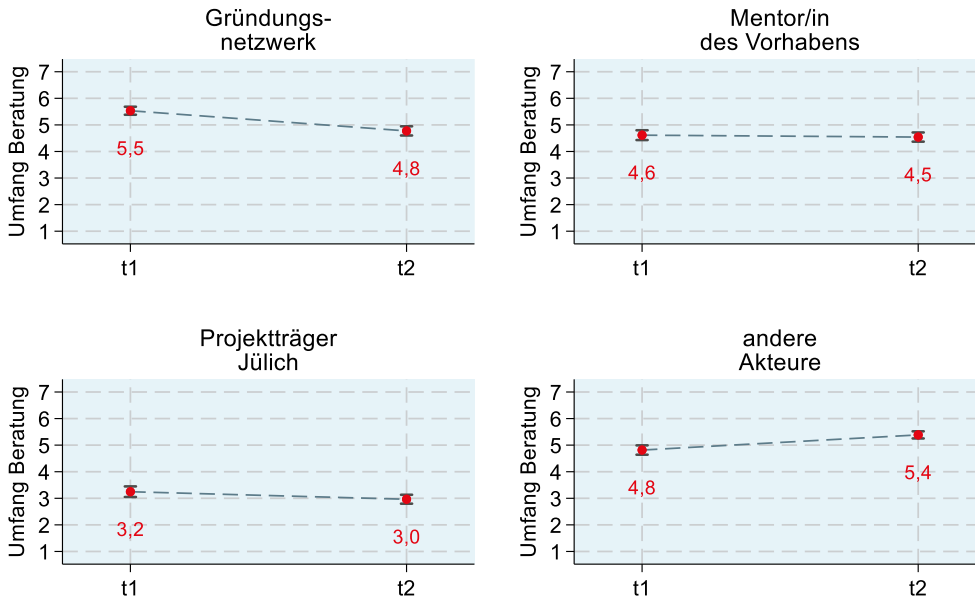 Gründungs-
netzwerk
Umfang Beratung
7
6
5
4
3
2
1
5,5
4,8
t1
t2
Mentor/in
des Vorhabens
Umfang Beratung
7
6
5
4
3
2
1
4,6
4,5
t1
t2
Projektträger
Jülich
Umfang Beratung
7
6
5
4
3
2
1
3,2
3,0
t1
t2
andere
Akteure
Umfang Beratung
7
6
5
4
3
2
1
4,8
5,4
t1
t2